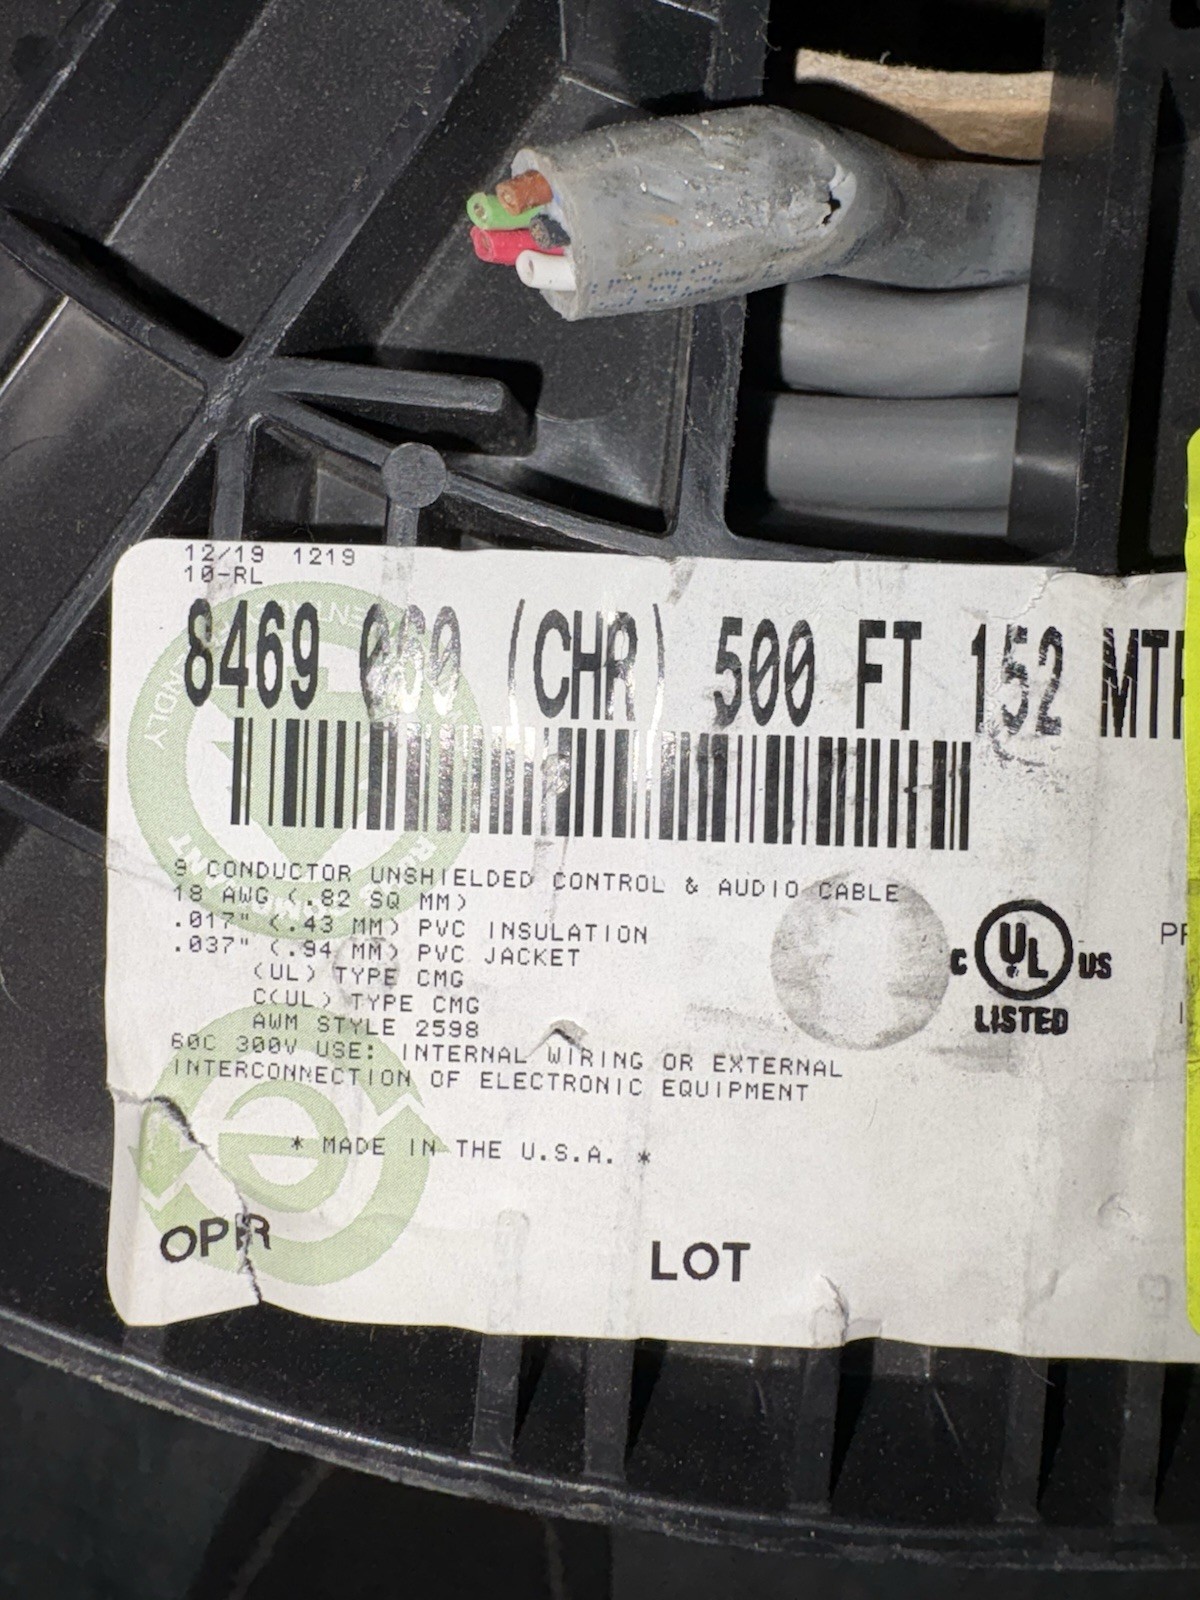 12/19 1219
10-RL
8469 060 (CHR) 500 FT 152 MTR
9 CONDUCTOR UNSHIELDED CONTROL & AUDIO CABLE
18 AWG (.82 SQ MM)
.017" (.43 MM) PVC INSULATION
.037" (.94 MM) PVC JACKET
(UL) TYPE CMG
C(UL) TYPE CMG
AWM STYLE 2598
60C 300V USE: INTERNAL WIRING OR EXTERNAL
INTERCONNECTION OF ELECTRONIC EQUIPMENT
* MADE IN THE U.S.A. *
C UL US
LISTED
OPR
LOT